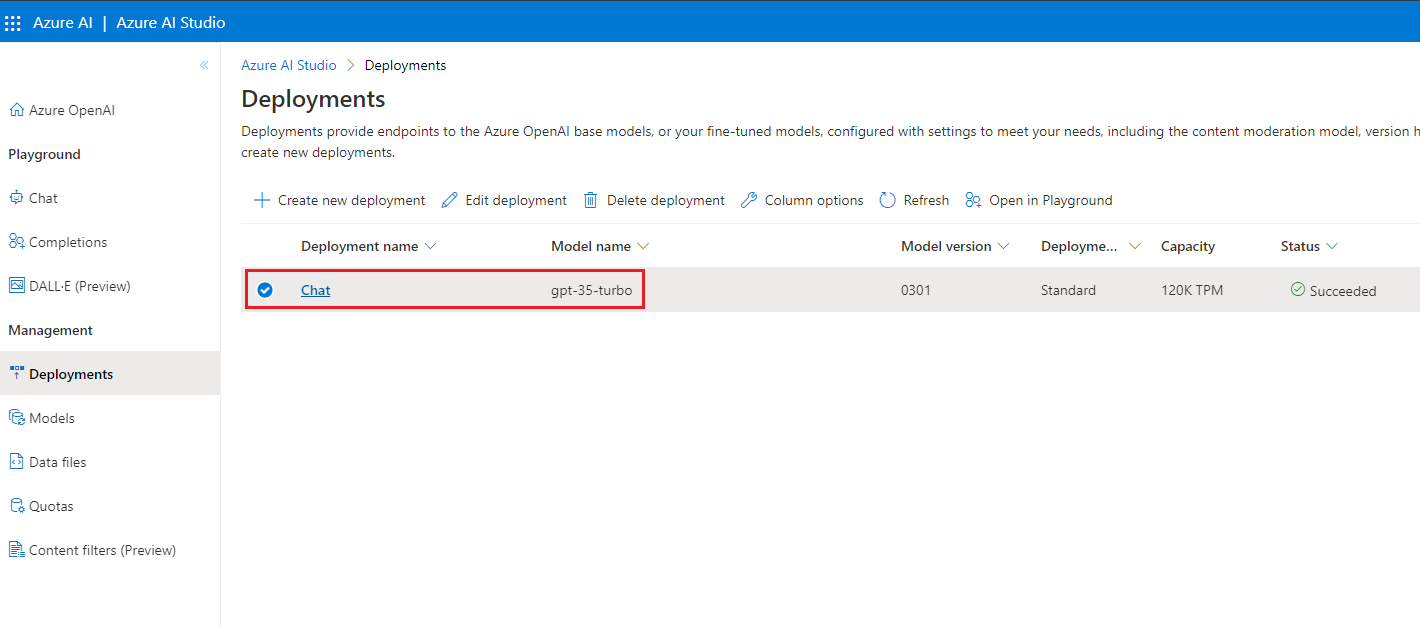 Azure AI | Azure AI Studio
«
Azure OpenAI
Playground
Chat
Completions
DALL·E (Preview)
Management
Deployments
Models
Data files
Quotas
Content filters (Preview)
Azure AI Studio > Deployments
Deployments
Deployments provide endpoints to the Azure OpenAI base models, or your fine-tuned models, configured with settings to meet your needs, including the content moderation model, version h
create new deployments.
Create new deployment Edit deployment Delete deployment Column options Refresh Open in Playground
Deployment name Model name Model version Deployme... Capacity Status
Chat gpt-35-turbo 0301 Standard 120K TPM Succeeded